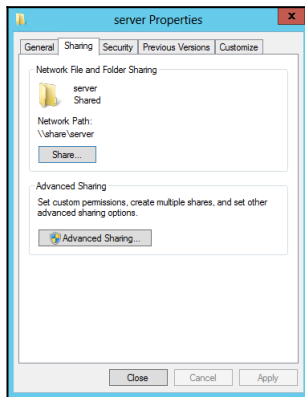 server Properties
x
General Sharing Security Previous Versions Customize
Network File and Folder Sharing
server
Shared
Network Path:
\\share\server
Share...
Advanced Sharing
Set custom permissions, create multiple shares, and set other
advanced sharing options.
Advanced Sharing...
Close Cancel Apply